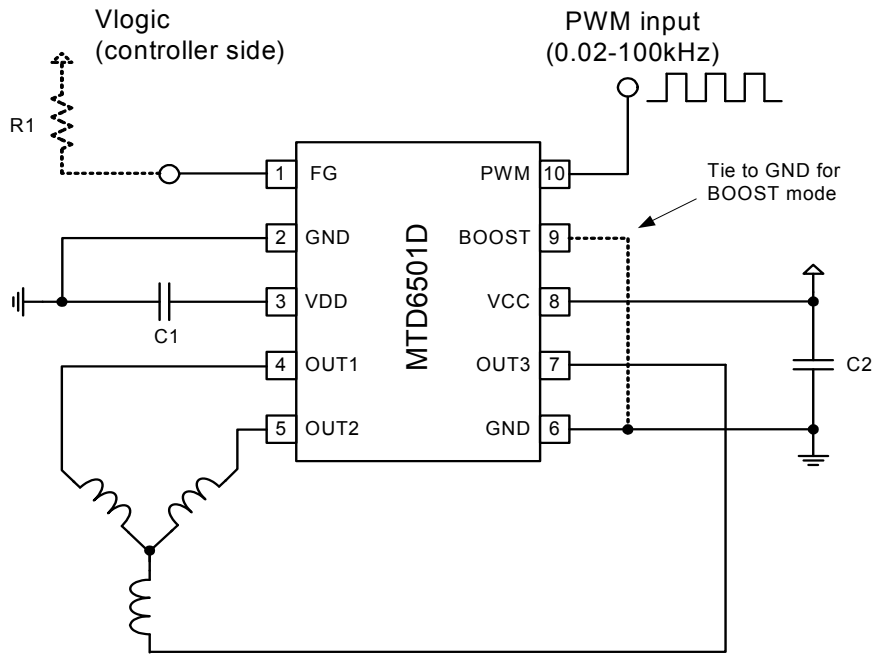 Vlogic
(controller side)
PWM input
(0.02-100kHz)
R1
1 FG
PWM 10
Tie to GND for
BOOST mode
2 GND
BOOST 9
3 VDD
VCC 8
C1
MTD6501D
4 OUT1
OUT3 7
C2
5 OUT2
GND 6